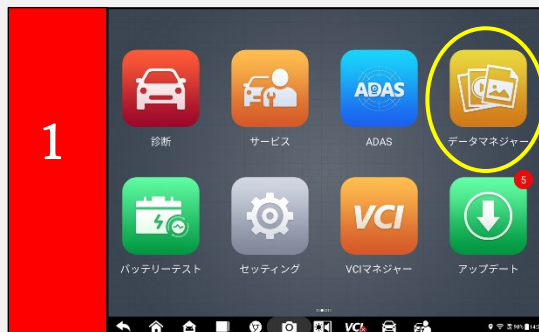 1
ADAS
診断
サービス
ADAS
データマネジャー
5
VCI
バッテリーテスト
セッティング
VCIマネジャー
アップデート
VCI